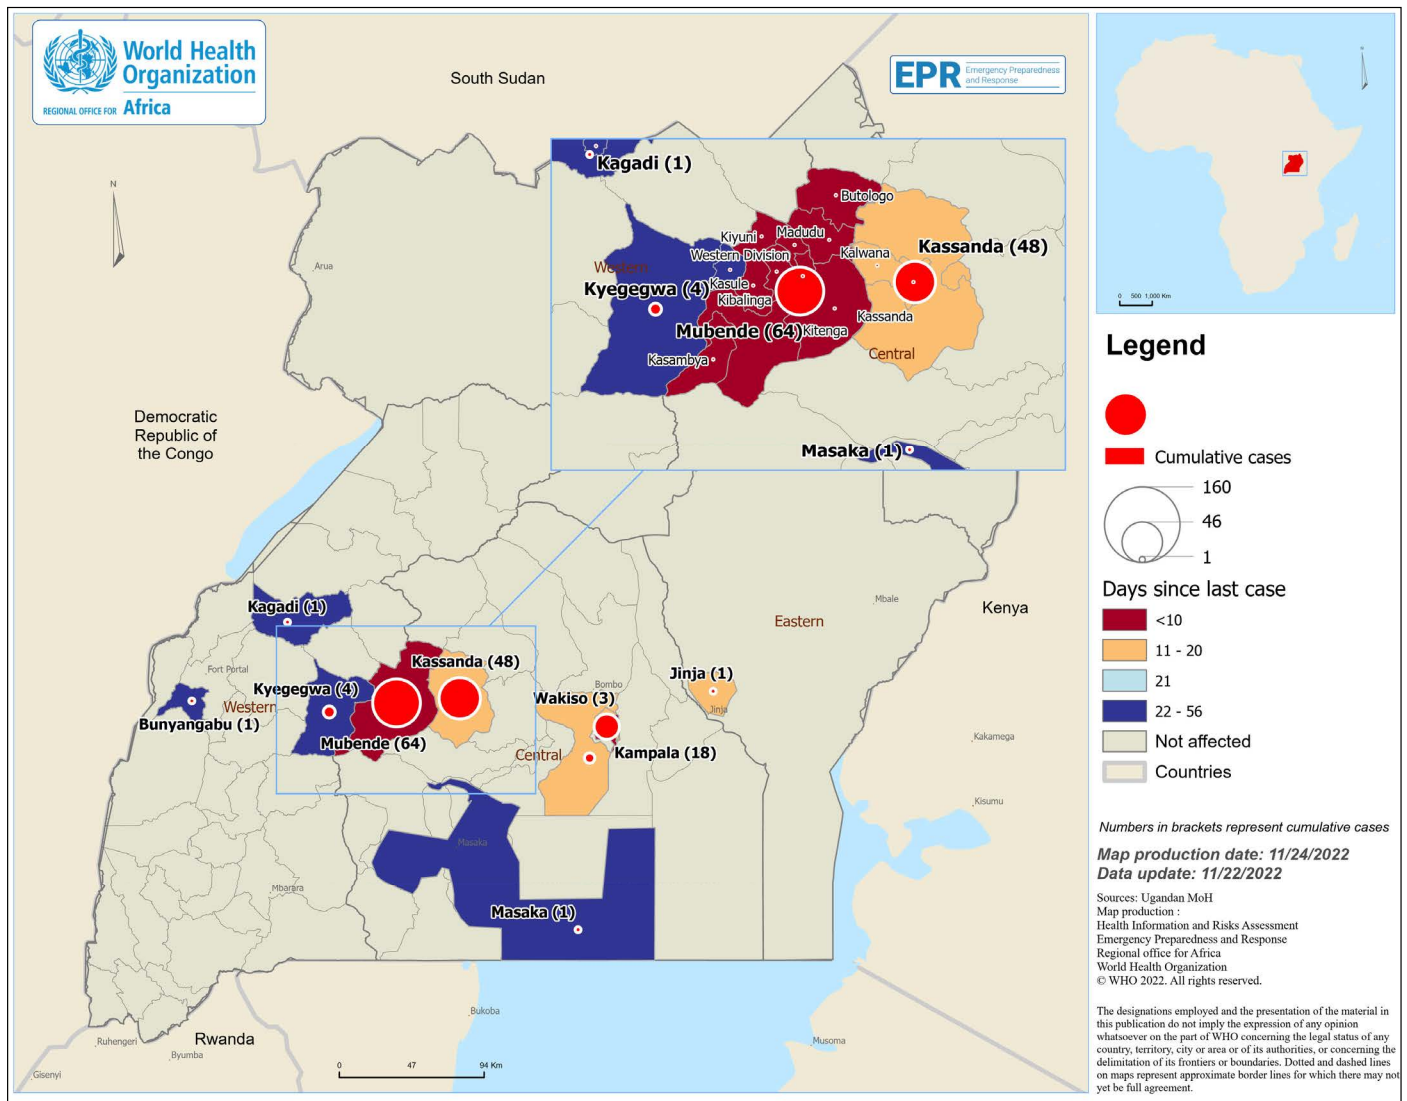 World Health
Organization
REGIONAL OFFICE FOR Africa
South Sudan
EPR Emergency Preparedness
and Response
N
Arua
Democratic
Republic of
the Congo
Kagadi (1)
Butologo
Kiyuni
Madudu
Kassanda (48)
Western Division
Kalwana
Western
Kyegegwa (4)
Kasule
Kibalinga
Kassanda
Mubende (64)
Kitenga
Central
Kasambya
Masaka (1)
Mbale
Kenya
Eastern
Kagadi (1)
Fort Portal
Kassanda (48)
Jinja (1)
Kyegegwa (4)
Bombo
Wakiso (3)
Western
Jinja
Bunyangabu (1)
Mubende (64)
Central
Kampala (18)
Kakamega
Kisumu
Masaka
Mbarara
Masaka (1)
Bukoba
Rwanda
Ruhengeri
Byumba
Musoma
Gisenyi
0 47 94 Km
0 500 1,000 Km
Legend
Cumulative cases
160
46
1
Days since last case
<10
11 - 20
21
22 - 56
Not affected
Countries
Numbers in brackets represent cumulative cases
Map production date: 11/24/2022
Data update: 11/22/2022
Sources: Ugandan MoH
Map production :
Health Information and Risks Assessment
Emergency Preparedness and Response
Regional office for Africa
World Health Organization
© WHO 2022. All rights reserved.
The designations employed and the presentation of the material in
this publication do not imply the expression of any opinion
whatsoever on the part of WHO concerning the legal status of any
country, territory, city or area or of its authorities, or concerning the
delimitation of its frontiers or boundaries. Dotted and dashed lines
on maps represent approximate border lines for which there may not
yet be full agreement.